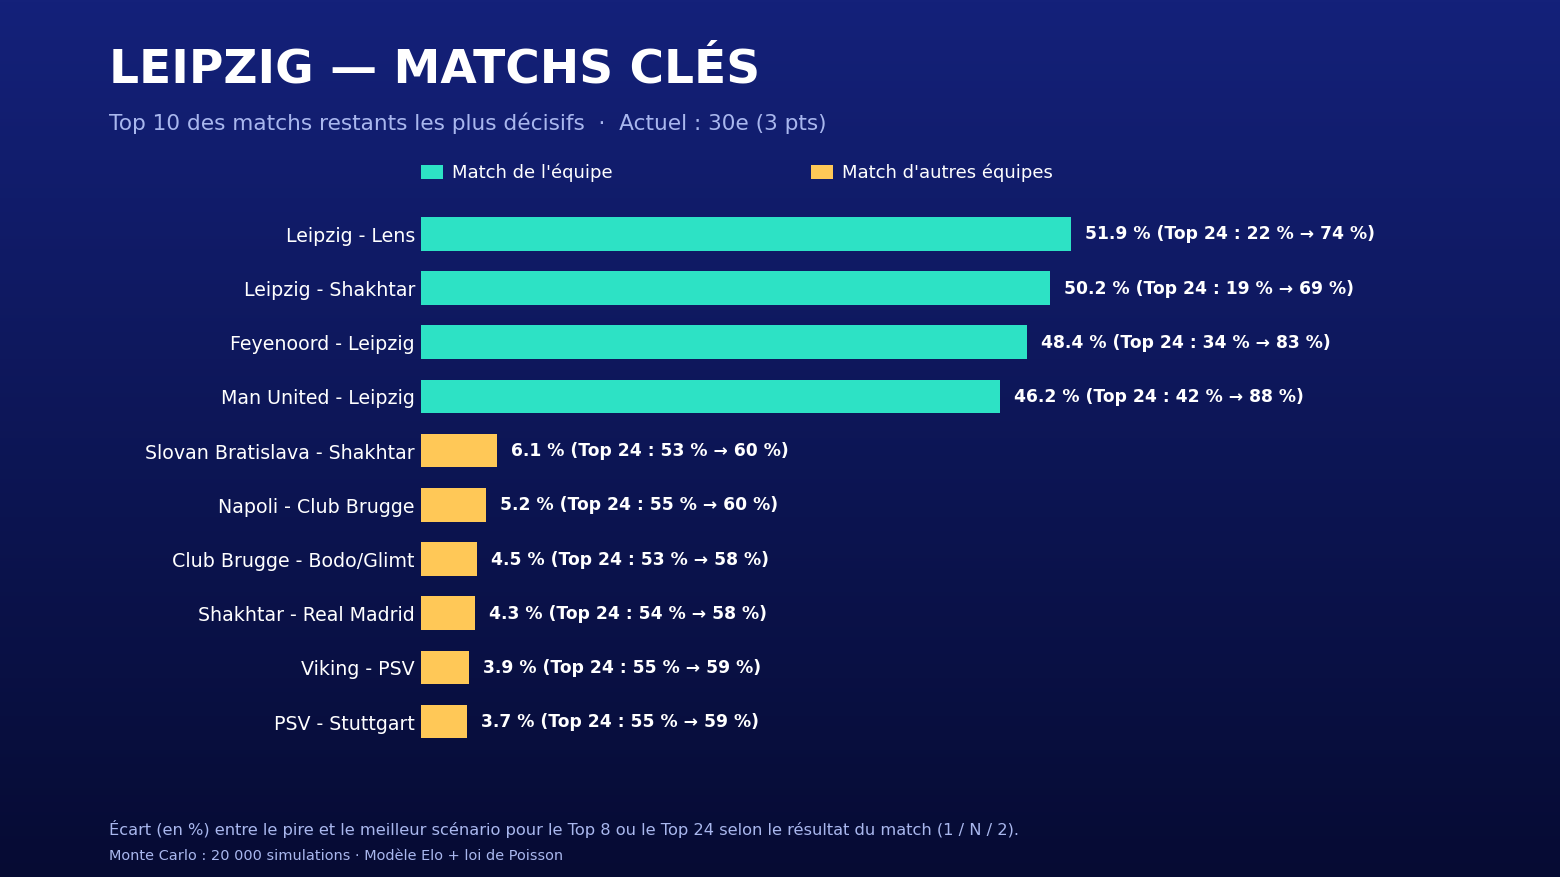 LEIPZIG — MATCHS CLÉS
Top 10 des matchs restants les plus décisifs · Actuel : 30e (3 pts)
Match de l'équipe
Match d'autres équipes
Leipzig - Lens 51.9 % (Top 24 : 22 % → 74 %)
Leipzig - Shakhtar 50.2 % (Top 24 : 19 % → 69 %)
Feyenoord - Leipzig 48.4 % (Top 24 : 34 % → 83 %)
Man United - Leipzig 46.2 % (Top 24 : 42 % → 88 %)
Slovan Bratislava - Shakhtar 6.1 % (Top 24 : 53 % → 60 %)
Napoli - Club Brugge 5.2 % (Top 24 : 55 % → 60 %)
Club Brugge - Bodo/Glimt 4.5 % (Top 24 : 53 % → 58 %)
Shakhtar - Real Madrid 4.3 % (Top 24 : 54 % → 58 %)
Viking - PSV 3.9 % (Top 24 : 55 % → 59 %)
PSV - Stuttgart 3.7 % (Top 24 : 55 % → 59 %)
Écart (en %) entre le pire et le meilleur scénario pour le Top 8 ou le Top 24 selon le résultat du match (1 / N / 2).
Monte Carlo : 20 000 simulations · Modèle Elo + loi de Poisson